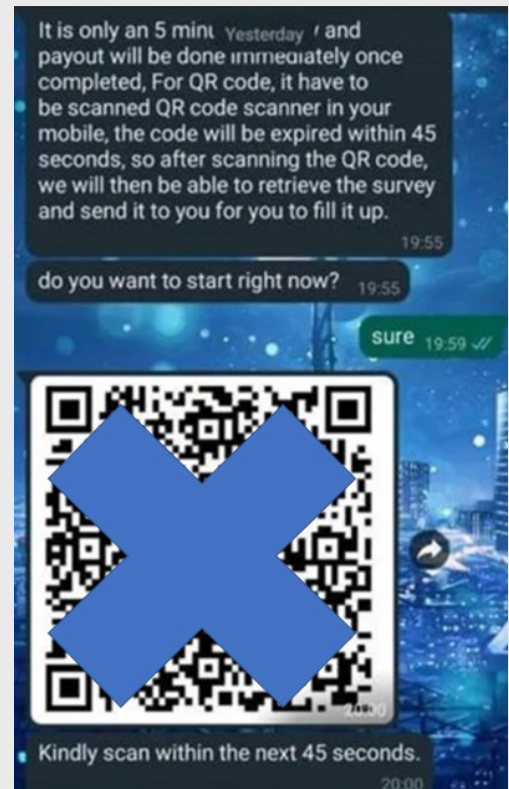 It is only an 5 minu Yesterday and
payout will be done immediately once
completed, For QR code, it have to
be scanned QR code scanner in your
mobile, the code will be expired within 45
seconds, so after scanning the QR code,
we will then be able to retrieve the survey
and send it to you for you to fill it up.
19:55
do you want to start right now? 19:55
sure 19:59
20:00
Kindly scan within the next 45 seconds.
20:00